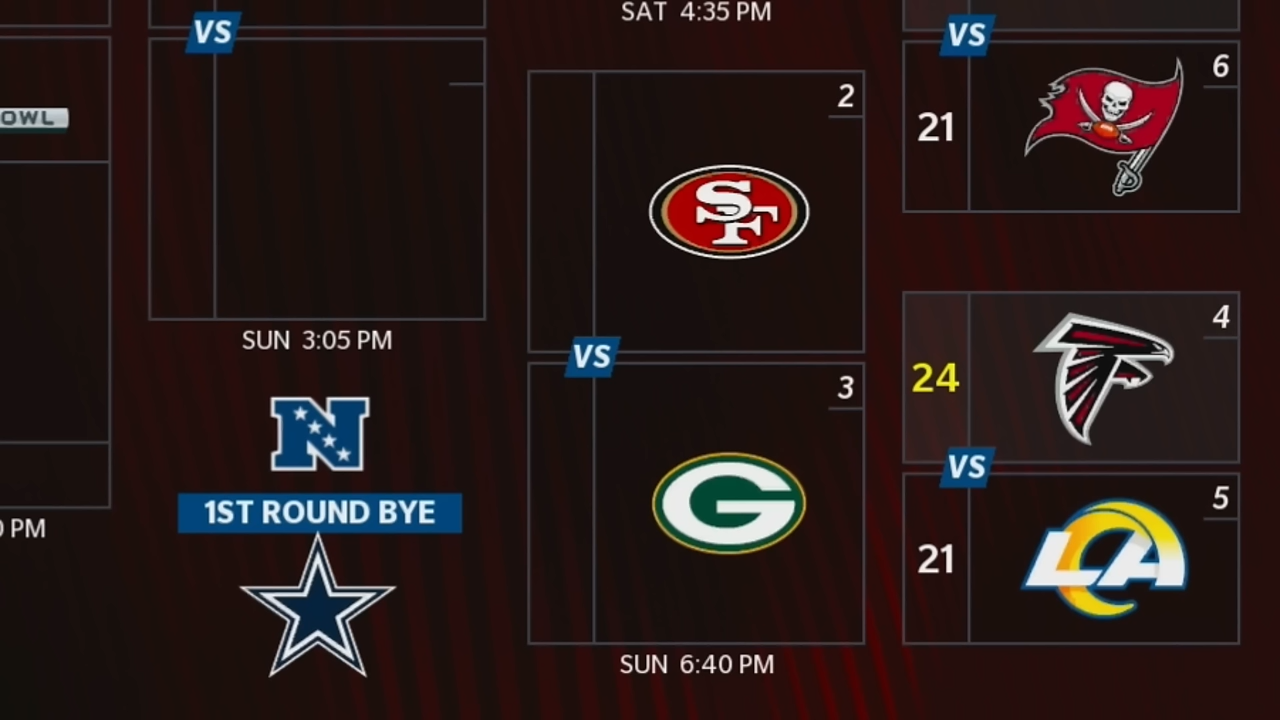 SAT 4:35 PM
VS
VS
6
21
OWL
2
SF
SUN 3:05 PM
4
24
VS
3
N
VS
5
21
LA
1ST ROUND BYE
G
PM
SUN 6:40 PM